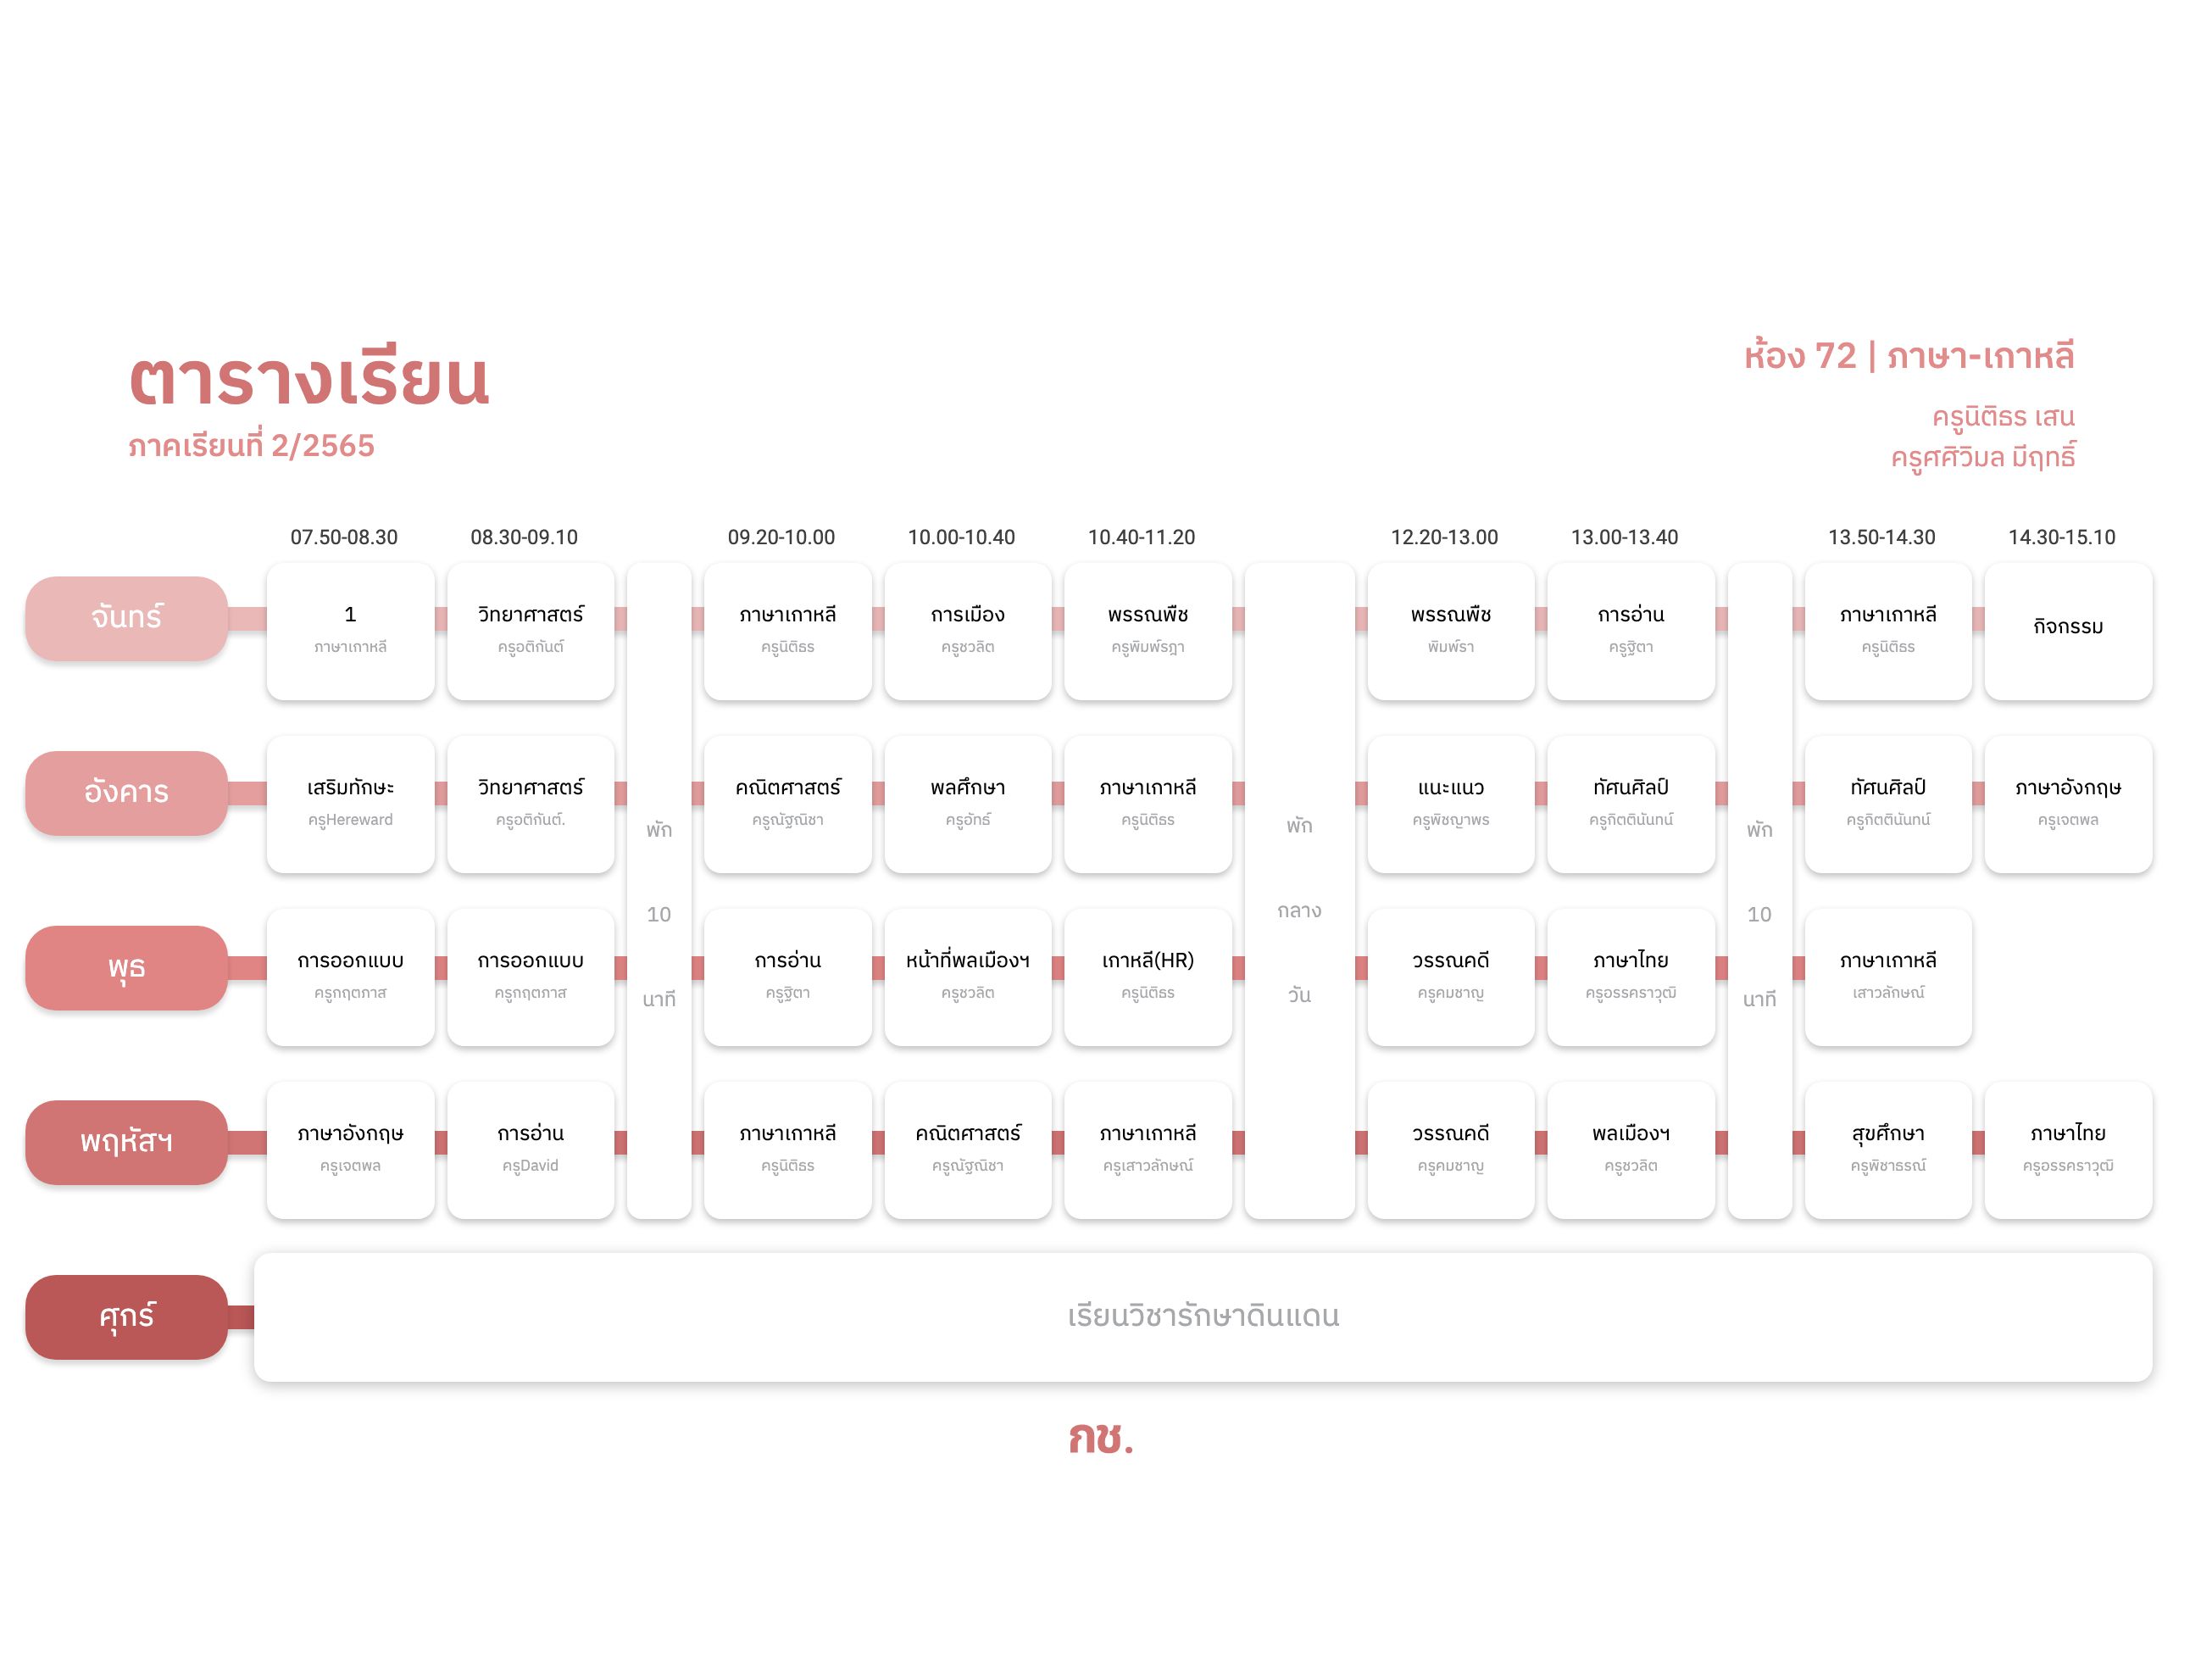 ตารางเรียน
ภาคเรียนที่ 2/2565
ห้อง 72 | ภาษา-เกาหลี
ครูนิติธร เสน
ครูศศิวิมล มีฤทธิ์
07.50-08.30 08.30-09.10 09.20-10.00 10.00-10.40 10.40-11.20 12.20-13.00 13.00-13.40 13.50-14.30 14.30-15.10
จันทร์
1 วิทยาศาสตร์ ภาษาเกาหลี การเมือง พรรณพืช พรรณพืช การอ่าน ภาษาเกาหลี กิจกรรม
ภาษาเกาหลี ครูอติกันต์ ครูนิติธร ครูชวลิต ครูพิมพ์รฎา พิมพ์รา ครูฐิตา ครูนิติธร
อังคาร
เสริมทักษะ วิทยาศาสตร์ คณิตศาสตร์ พลศึกษา ภาษาเกาหลี แนะแนว ทัศนศิลป์ ทัศนศิลป์ ภาษาอังกฤษ
ครูHereward ครูอติกันต์. ครูณัฐณิชา ครูอัทธ์ ครูนิติธร ครูพิชญาพร ครูกิตตินันทน์ ครูกิตตินันทน์ ครูเจตพล
พัก
10
นาที
พัก
กลาง
วัน
พัก
10
นาที
พุธ
การออกแบบ การออกแบบ การอ่าน หน้าที่พลเมืองฯ เกาหลี(HR) วรรณคดี ภาษาไทย ภาษาเกาหลี
ครูกฤตภาส ครูกฤตภาส ครูฐิตา ครูชวลิต ครูนิติธร ครูคมชาญ ครูอรรคราวุฒิ เสาวลักษณ์
พฤหัสฯ
ภาษาอังกฤษ การอ่าน ภาษาเกาหลี คณิตศาสตร์ ภาษาเกาหลี วรรณคดี พลเมืองฯ สุขศึกษา ภาษาไทย
ครูเจตพล ครูDavid ครูนิติธร ครูณัฐณิชา ครูเสาวลักษณ์ ครูคมชาญ ครูชวลิต ครูพิชาธรณ์ ครูอรรคราวุฒิ
ศุกร์
เรียนวิชารักษาดินแดน
กช.